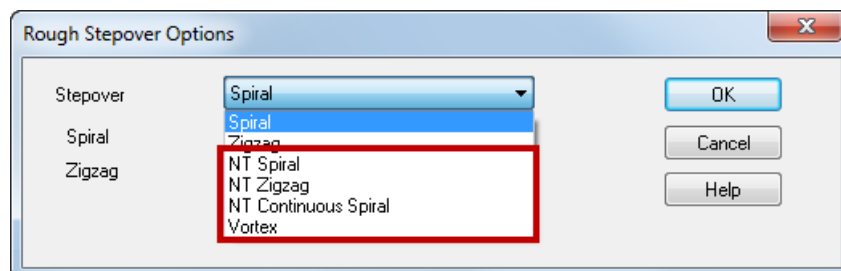 Rough Stepover Options
x
Stepover
Spiral
OK
Spiral
Spiral
Zigzag
Cancel
Zigzag
NT Spiral
NT Zigzag
Help
NT Continuous Spiral
Vortex